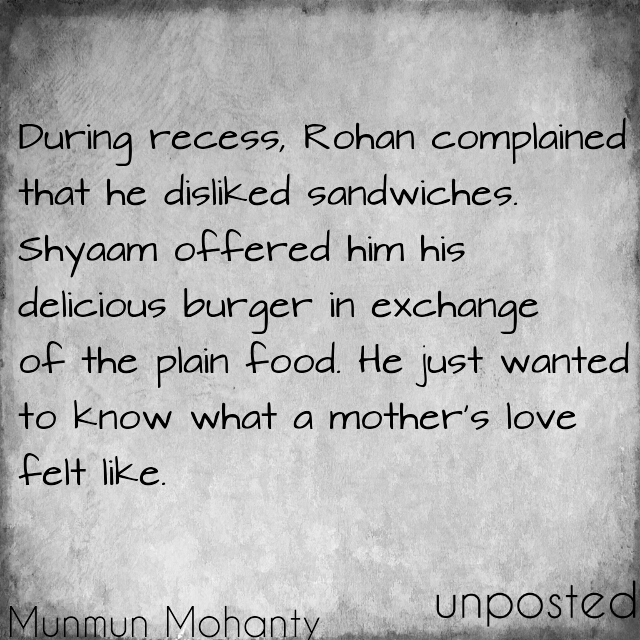 During recess, Rohan complained
that he disliked sandwiches.
Shyaam offered him his
delicious burger in exchange
of the plain food. He just wanted
to know what a mother's love
felt like.
unposted
Munmun Mohanty